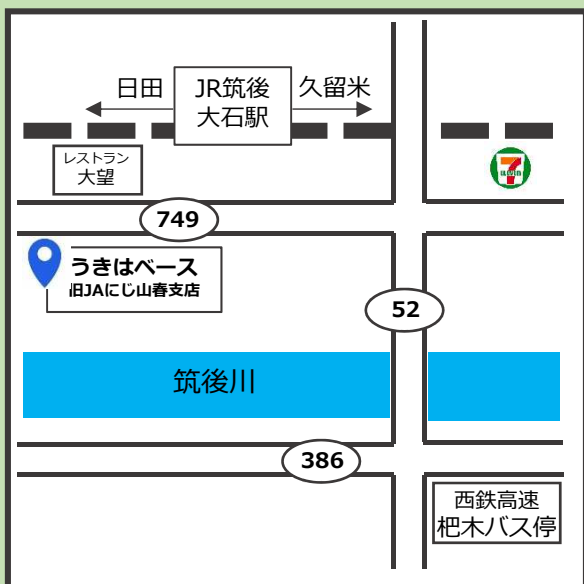 日田
JR筑後
大石駅
久留米
レストラン
大望
7
ELEVEn
749
うきはベース
旧JAにじ山春支店
52
筑後川
386
西鉄高速
杷木バス停